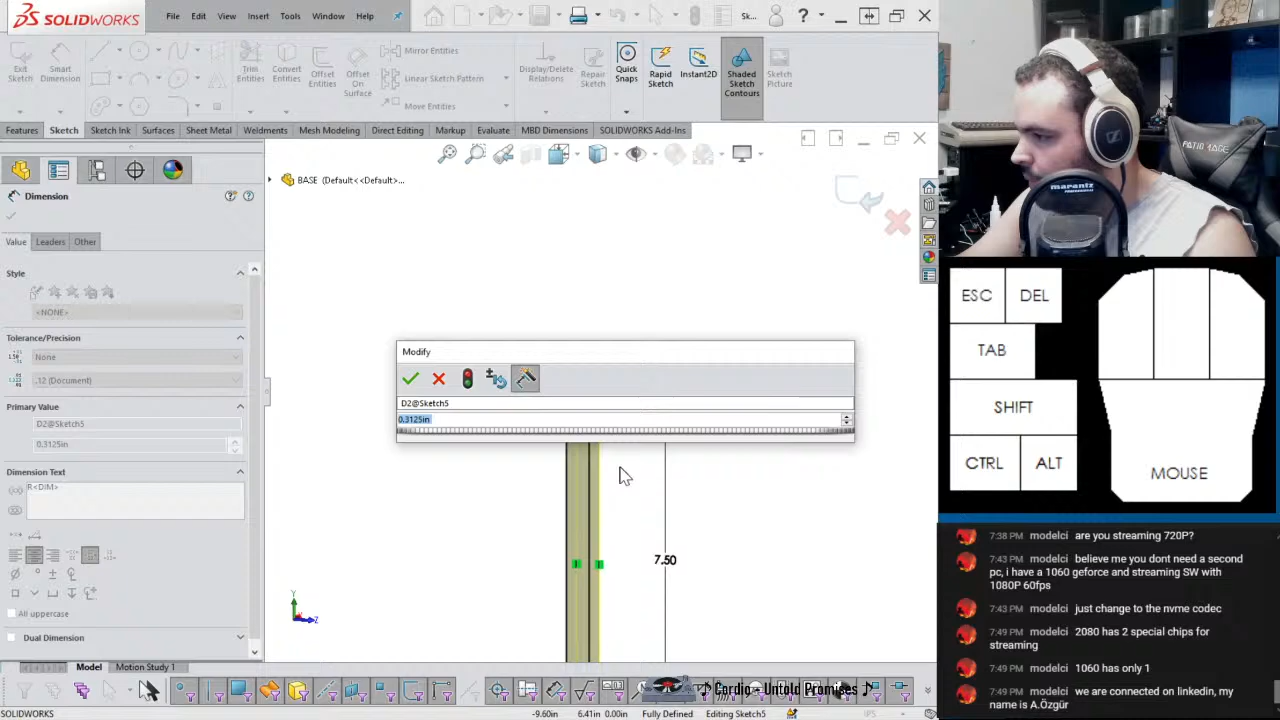 SOLIDWORKS
File Edit View Insert Tools Window Help
Sk...
Exit Sketch
Smart Dimension
Trim Entities
Convert Entities
Offset Entities
Offset On Surface
Mirror Entities
Linear Sketch Pattern
Move Entities
Display/Delete Relations
Repair Sketch
Quick Snaps
Rapid Sketch
Instant2D
Shaded Sketch Contours
Sketch Picture
Features Sketch Sketch Ink Surfaces Sheet Metal Weldments Mesh Modeling Direct Editing Markup Evaluate MBD Dimensions SOLIDWORKS Add-Ins
BASE (Default<<Default>...
Dimension
Value Leaders Other
Style
<NONE>
Tolerance/Precision
None
.12 (Document)
Primary Value
D2@Sketch5
0.3125in
Dimension Text
R<DIM>
All uppercase
Dual Dimension
Modify
D2@Sketch5
0.3125in
7.50
Y
Z
Model Motion Study 1
♪ Cardig - Untold Promises ♪
SOLIDWORKS
-9.60in 6.41in 0.00in Fully Defined Editing Sketch5 IPS
marantz
PROFESSIONAL
ESC DEL
TAB
SHIFT
CTRL ALT
MOUSE
7:38 PM modelci are you streaming 720P?
7:43 PM modelci believe me you dont need a second
pc, i have a 1060 geforce and streaming SW with
1080P 60fps
7:43 PM modelci just change to the nvme codec
7:49 PM modelci 2080 has 2 special chips for
streaming
7:49 PM modelci 1060 has only 1
7:49 PM modelci we are connected on linkedin, my
name is A.Özgür